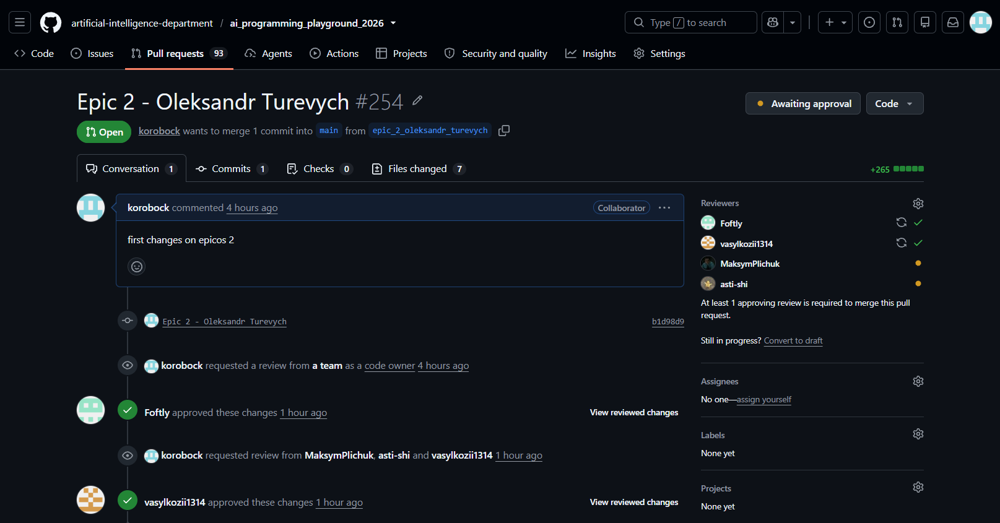 artificial-intelligence-department / ai_programming_playground_2026
Type / to search
Code
Issues
Pull requests 93
Agents
Actions
Projects
Security and quality
Insights
Settings
Epic 2 - Oleksandr Turevych #254
Awaiting approval
Code
Open
korobock wants to merge 1 commit into main from epic_2_oleksandr_turevych
Conversation 1
Commits 1
Checks 0
Files changed 7
+265
korobock commented 4 hours ago
Collaborator
first changes on epicos 2
Epic 2 - Oleksandr Turevych
b1d98d9
korobock requested a review from a team as a code owner 4 hours ago
Foftly approved these changes 1 hour ago
View reviewed changes
korobock requested review from MaksymPlichuk, asti-shi and vasylkozii1314 1 hour ago
vasylkozii1314 approved these changes 1 hour ago
View reviewed changes
Reviewers
Foftly
vasylkozii1314
MaksymPlichuk
asti-shi
At least 1 approving review is required to merge this pull
request.
Still in progress? Convert to draft
Assignees
No one—assign yourself
Labels
None yet
Projects
None yet